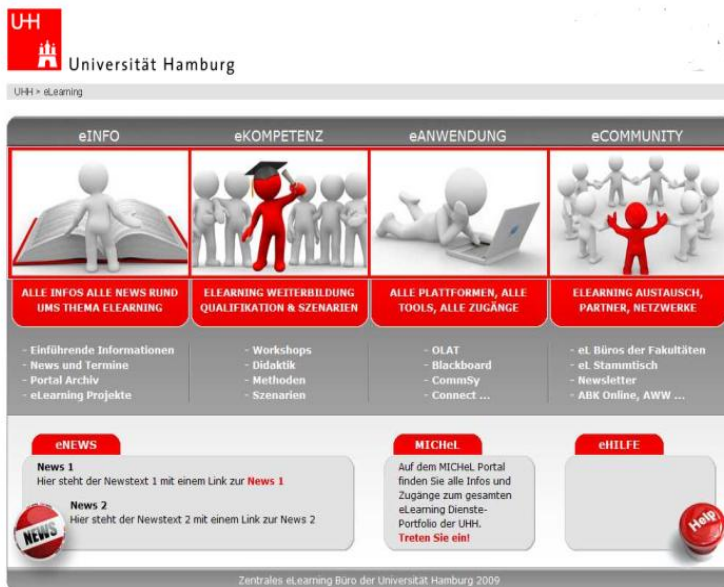 UHH
Universität Hamburg
UHH > eLearning
eINFO
eKOMPETENZ
eANWENDUNG
eCOMMUNITY
ALLE INFOS ALLE NEWS RUND
UMS THEMA ELEARNING
ELEARNING WEITERBILDUNG
QUALIFIKATION & SZENARIEN
ALLE PLATTFORMEN, ALLE
TOOLS, ALLE ZUGÄNGE
ELEARNING AUSTAUSCH,
PARTNER, NETZWERKE
- Einführende Informationen
- News und Termine
- Portal Archiv
- eLearning Projekte
- Workshops
- Didaktik
- Methoden
- Szenarien
- OLAT
- Blackboard
- CommSy
- Connect ...
- eL Büros der Fakultäten
- eL Stammtisch
- Newsletter
- ABK Online, AWW ...
eNEWS
News 1
Hier steht der Newstext 1 mit einem Link zur News 1
News 2
Hier steht der Newstext 2 mit einem Link zur News 2
NEWS
MICHeL
Auf dem MICHeL Portal
finden Sie alle Infos und
Zugänge zum gesamten
eLearning Dienste-
Portfolio der UHH.
Treten Sie ein!
eHILFE
Help
Zentrales eLearning Büro der Universität Hamburg 2009